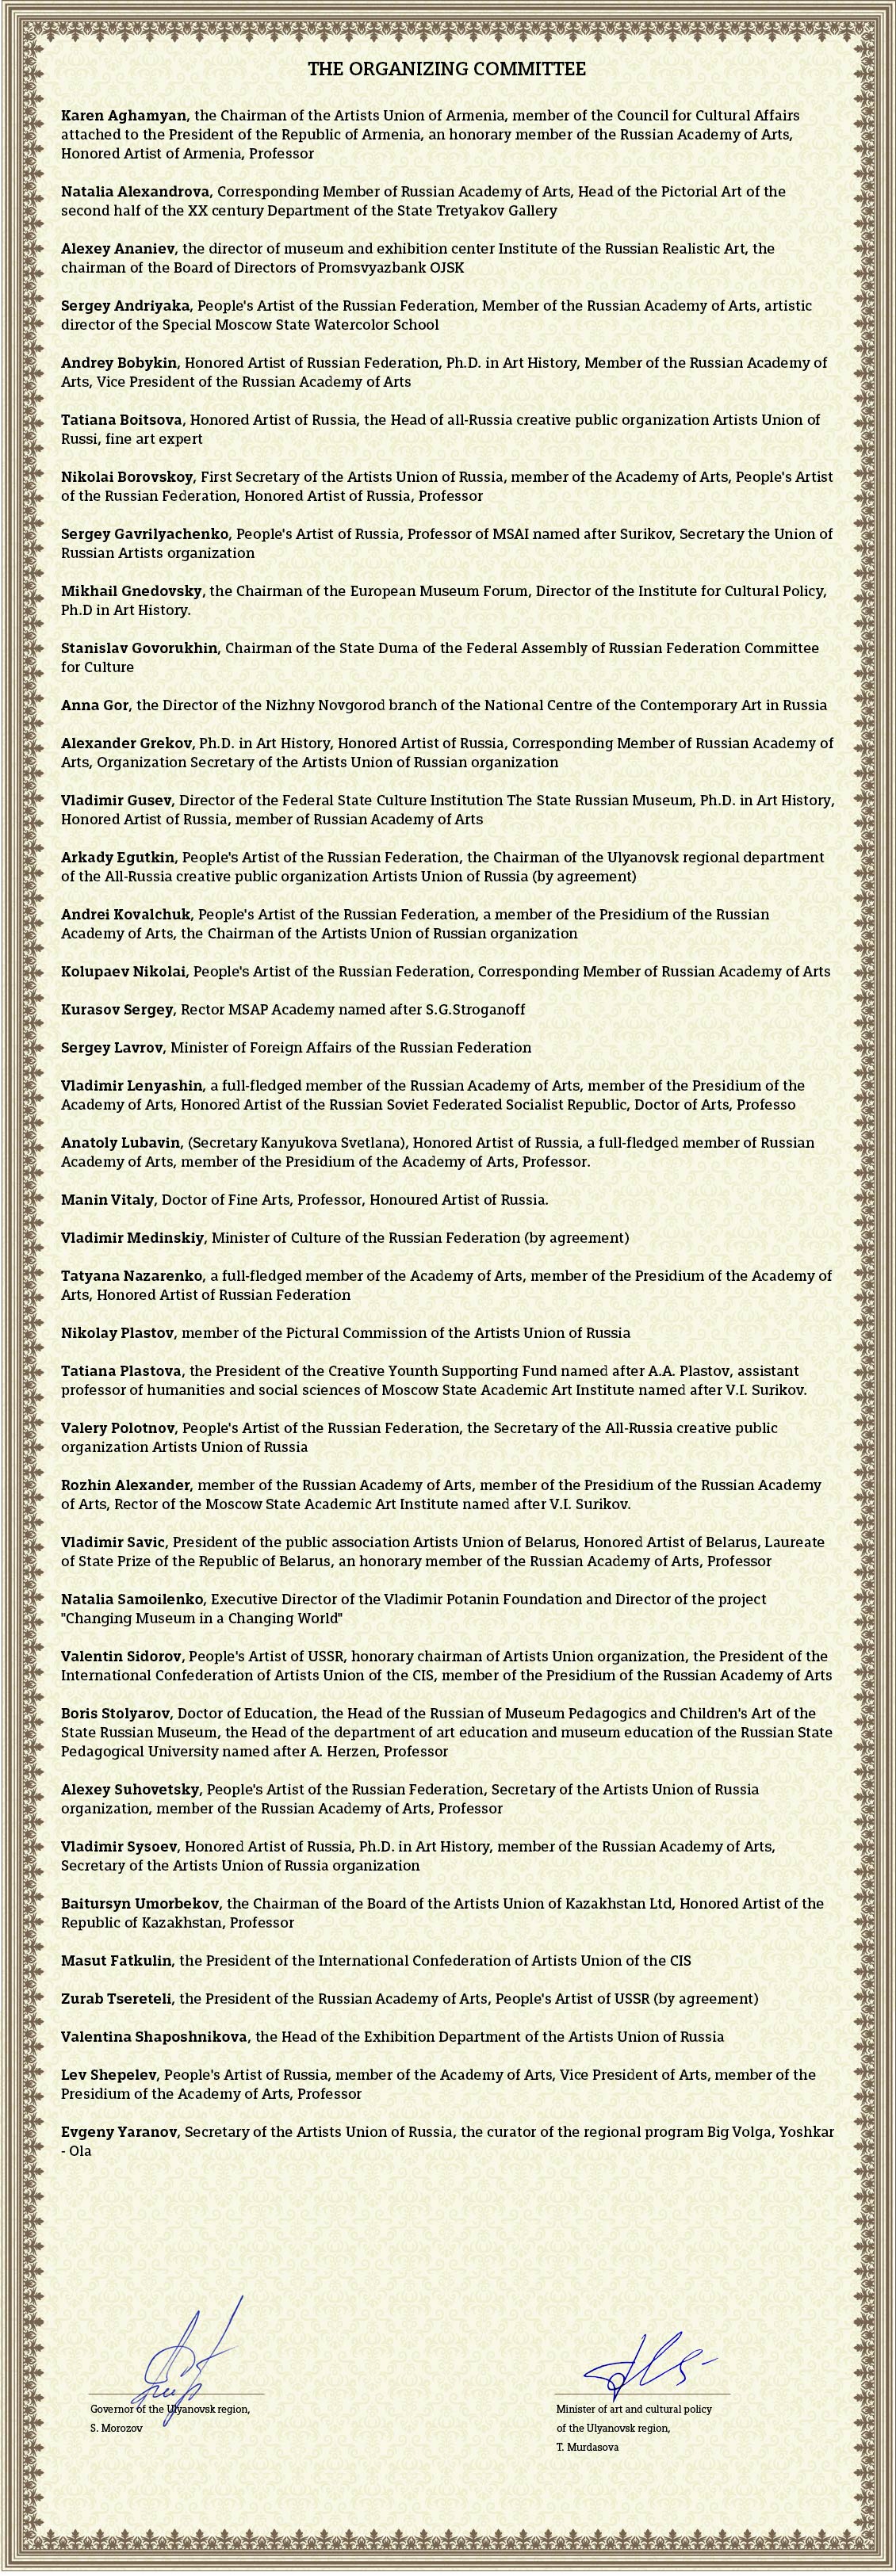 THE ORGANIZING COMMITTEE
Karen Aghamyan, the Chairman of the Artists Union of Armenia, member of the Council for Cultural Affairs
attached to the President of the Republic of Armenia, an honorary member of the Russian Academy of Arts,
Honored Artist of Armenia, Professor
Natalia Alexandrova, Corresponding Member of Russian Academy of Arts, Head of the Pictorial Art of the
second half of the XX century Department of the State Tretyakov Gallery
Alexey Ananiev, the director of museum and exhibition center Institute of the Russian Realistic Art, the
chairman of the Board of Directors of Promsvyazbank OJSK
Sergey Andriyaka, People's Artist of the Russian Federation, Member of the Russian Academy of Arts, artistic
director of the Special Moscow State Watercolor School
Andrey Bobykin, Honored Artist of Russian Federation, Ph.D. in Art History, Member of the Russian Academy of
Arts, Vice President of the Russian Academy of Arts
Tatiana Boitsova, Honored Artist of Russia, the Head of all-Russia creative public organization Artists Union of
Russi, fine art expert
Nikolai Borovskoy, First Secretary of the Artists Union of Russia, member of the Academy of Arts, People's Artist
of the Russian Federation, Honored Artist of Russia, Professor
Sergey Gavrilyachenko, People's Artist of Russia, Professor of MSAI named after Surikov, Secretary the Union of
Russian Artists organization
Mikhail Gnedovsky, the Chairman of the European Museum Forum, Director of the Institute for Cultural Policy,
Ph.D in Art History.
Stanislav Govorukhin, Chairman of the State Duma of the Federal Assembly of Russian Federation Committee
for Culture
Anna Gor, the Director of the Nizhny Novgorod branch of the National Centre of the Contemporary Art in Russia
Alexander Grekov, Ph.D. in Art History, Honored Artist of Russia, Corresponding Member of Russian Academy of
Arts, Organization Secretary of the Artists Union of Russian organization
Vladimir Gusev, Director of the Federal State Culture Institution The State Russian Museum, Ph.D. in Art History,
Honored Artist of Russia, member of Russian Academy of Arts
Arkady Egutkin, People's Artist of the Russian Federation, the Chairman of the Ulyanovsk regional department
of the All-Russia creative public organization Artists Union of Russia (by agreement)
Andrei Kovalchuk, People's Artist of the Russian Federation, a member of the Presidium of the Russian
Academy of Arts, the Chairman of the Artists Union of Russian organization
Kolupaev Nikolai, People's Artist of the Russian Federation, Corresponding Member of Russian Academy of Arts
Kurasov Sergey, Rector MSAP Academy named after S.G.Stroganoff
Sergey Lavrov, Minister of Foreign Affairs of the Russian Federation
Vladimir Lenyashin, a full-fledged member of the Russian Academy of Arts, member of the Presidium of the
Academy of Arts, Honored Artist of the Russian Soviet Federated Socialist Republic, Doctor of Arts, Professo
Anatoly Lubavin, (Secretary Kanyukova Svetlana), Honored Artist of Russia, a full-fledged member of Russian
Academy of Arts, member of the Presidium of the Academy of Arts, Professor.
Manin Vitaly, Doctor of Fine Arts, Professor, Honoured Artist of Russia.
Vladimir Medinskiy, Minister of Culture of the Russian Federation (by agreement)
Tatyana Nazarenko, a full-fledged member of the Academy of Arts, member of the Presidium of the Academy of
Arts, Honored Artist of Russian Federation
Nikolay Plastov, member of the Pictural Commission of the Artists Union of Russia
Tatiana Plastova, the President of the Creative Younth Supporting Fund named after A.A. Plastov, assistant
professor of humanities and social sciences of Moscow State Academic Art Institute named after V.I. Surikov.
Valery Polotnov, People's Artist of the Russian Federation, the Secretary of the All-Russia creative public
organization Artists Union of Russia
Rozhin Alexander, member of the Russian Academy of Arts, member of the Presidium of the Russian Academy
of Arts, Rector of the Moscow State Academic Art Institute named after V.I. Surikov.
Vladimir Savic, President of the public association Artists Union of Belarus, Honored Artist of Belarus, Laureate
of State Prize of the Republic of Belarus, an honorary member of the Russian Academy of Arts, Professor
Natalia Samoilenko, Executive Director of the Vladimir Potanin Foundation and Director of the project
"Changing Museum in a Changing World"
Valentin Sidorov, People's Artist of USSR, honorary chairman of Artists Union organization, the President of the
International Confederation of Artists Union of the CIS, member of the Presidium of the Russian Academy of Arts
Boris Stolyarov, Doctor of Education, the Head of the Russian of Museum Pedagogics and Children's Art of the
State Russian Museum, the Head of the department of art education and museum education of the Russian State
Pedagogical University named after A. Herzen, Professor
Alexey Suhovetsky, People's Artist of the Russian Federation, Secretary of the Artists Union of Russia
organization, member of the Russian Academy of Arts, Professor
Vladimir Sysoev, Honored Artist of Russia, Ph.D. in Art History, member of the Russian Academy of Arts,
Secretary of the Artists Union of Russia organization
Baitursyn Umorbekov, the Chairman of the Board of the Artists Union of Kazakhstan Ltd, Honored Artist of the
Republic of Kazakhstan, Professor
Masut Fatkulin, the President of the International Confederation of Artists Union of the CIS
Zurab Tsereteli, the President of the Russian Academy of Arts, People's Artist of USSR (by agreement)
Valentina Shaposhnikova, the Head of the Exhibition Department of the Artists Union of Russia
Lev Shepelev, People's Artist of Russia, member of the Academy of Arts, Vice President of Arts, member of the
Presidium of the Academy of Arts, Professor
Evgeny Yaranov, Secretary of the Artists Union of Russia, the curator of the regional program Big Volga, Yoshkar
- Ola
Governor of the Ulyanovsk region,
S. Morozov
Minister of art and cultural policy
of the Ulyanovsk region,
T. Murdasova